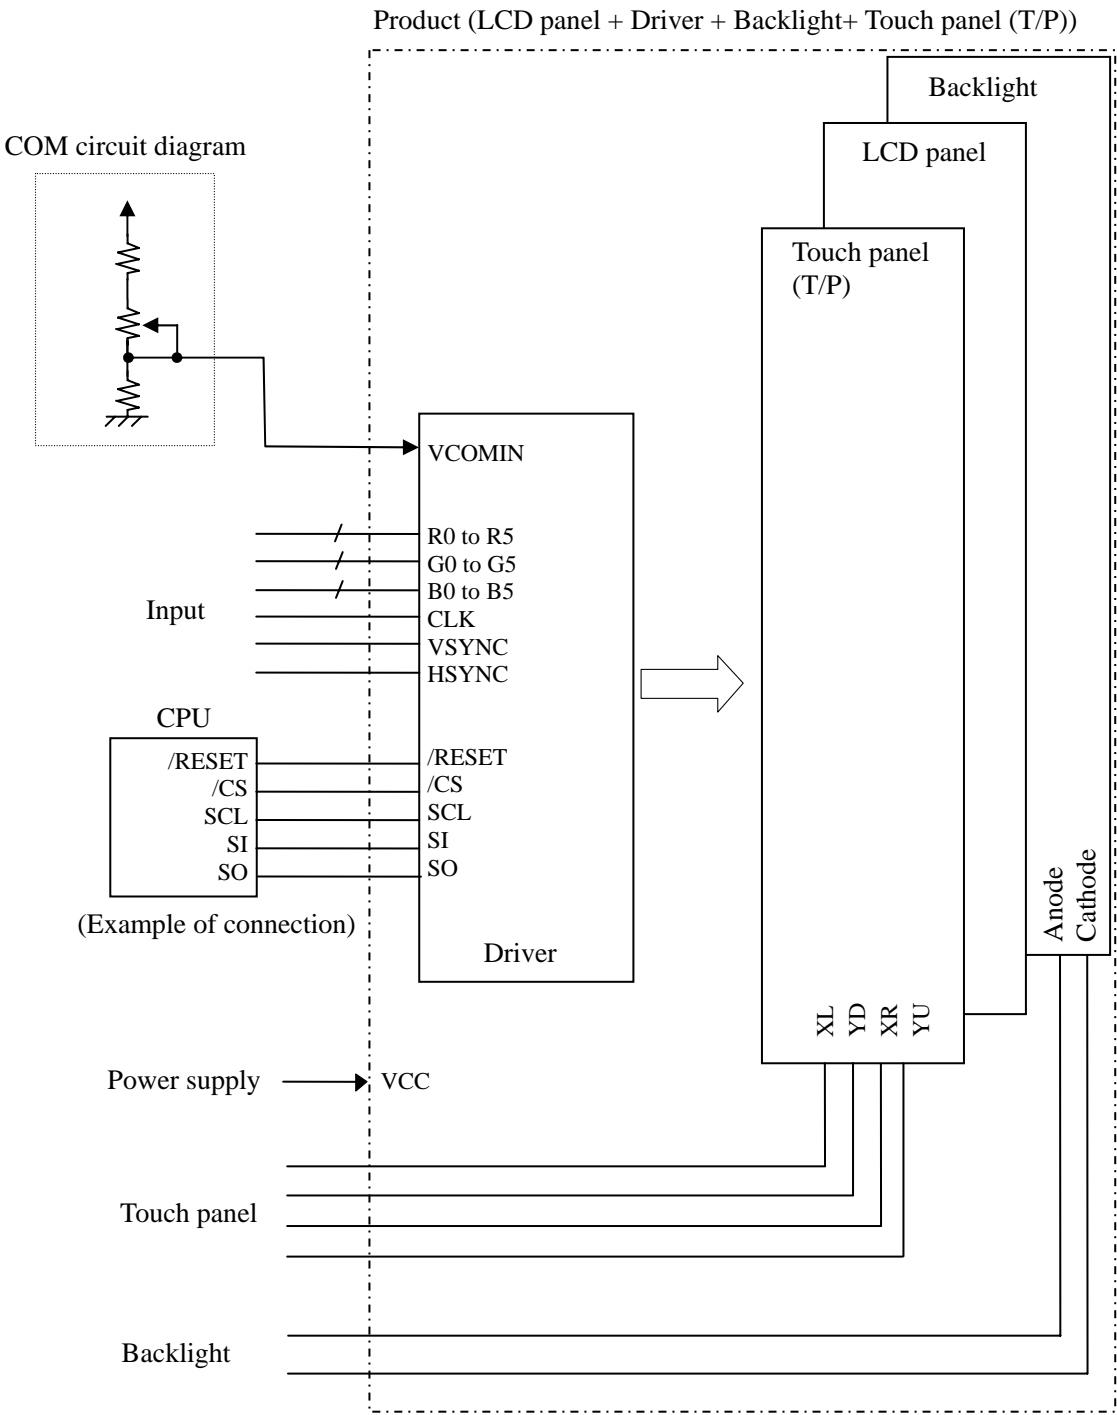 Product (LCD panel + Driver + Backlight+ Touch panel (T/P))
Backlight
COM circuit diagram
LCD panel
Touch panel
(T/P)
VCOMIN
R0 to R5
G0 to G5
B0 to B5
Input
CLK
VSYNC
HSYNC
CPU
/RESET
/CS
SCL
SI
SO
/RESET
/CS
SCL
SI
SO
(Example of connection)
Driver
Anode
Cathode
XL
YD
XR
YU
Power supply
VCC
Touch panel
Backlight